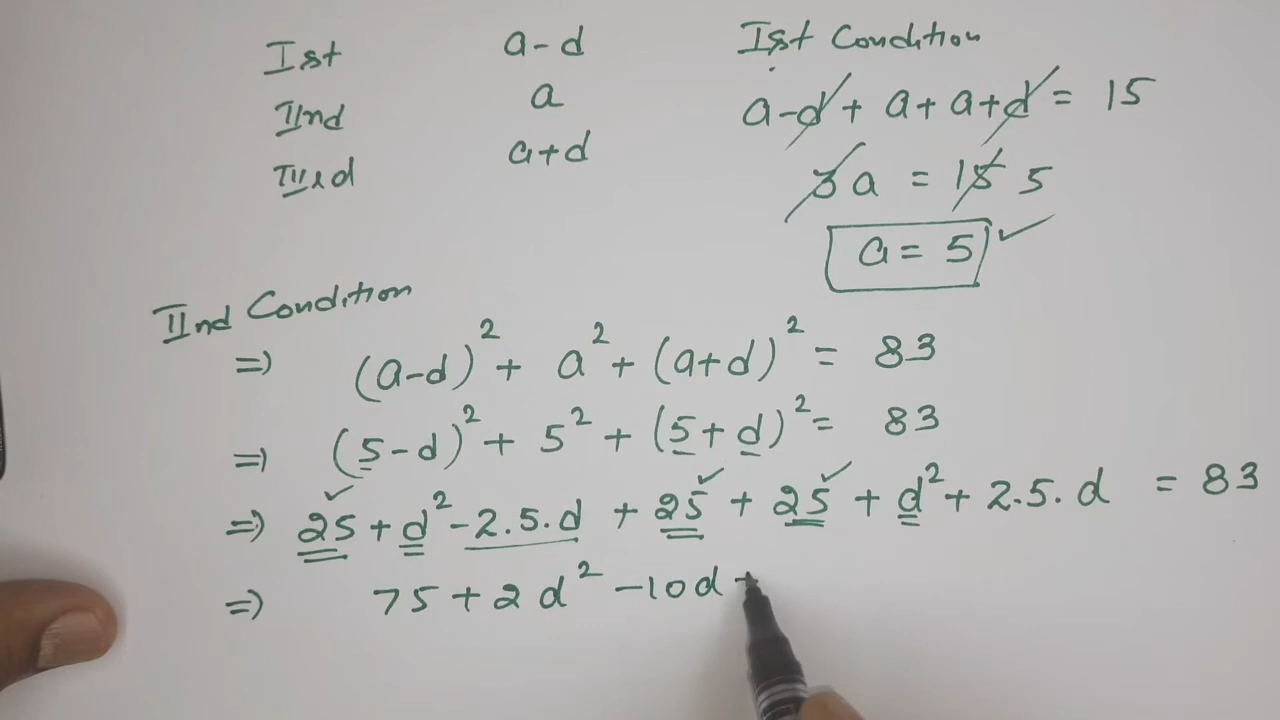 Ist a-d Ist Condition
IInd a a-d + a + a+d = 15
IIIrd a+d 3a = 15 5
a = 5 ✓
IInd Condition
=) (a-d)² + a² + (a+d)² = 83
=) (5-d)² + 5² + (5+d)² = 83
=) 25 + d² - 2.5.d + 25 + 25 + d² + 2.5.d = 83
=) 75 + 2d² - 10d +